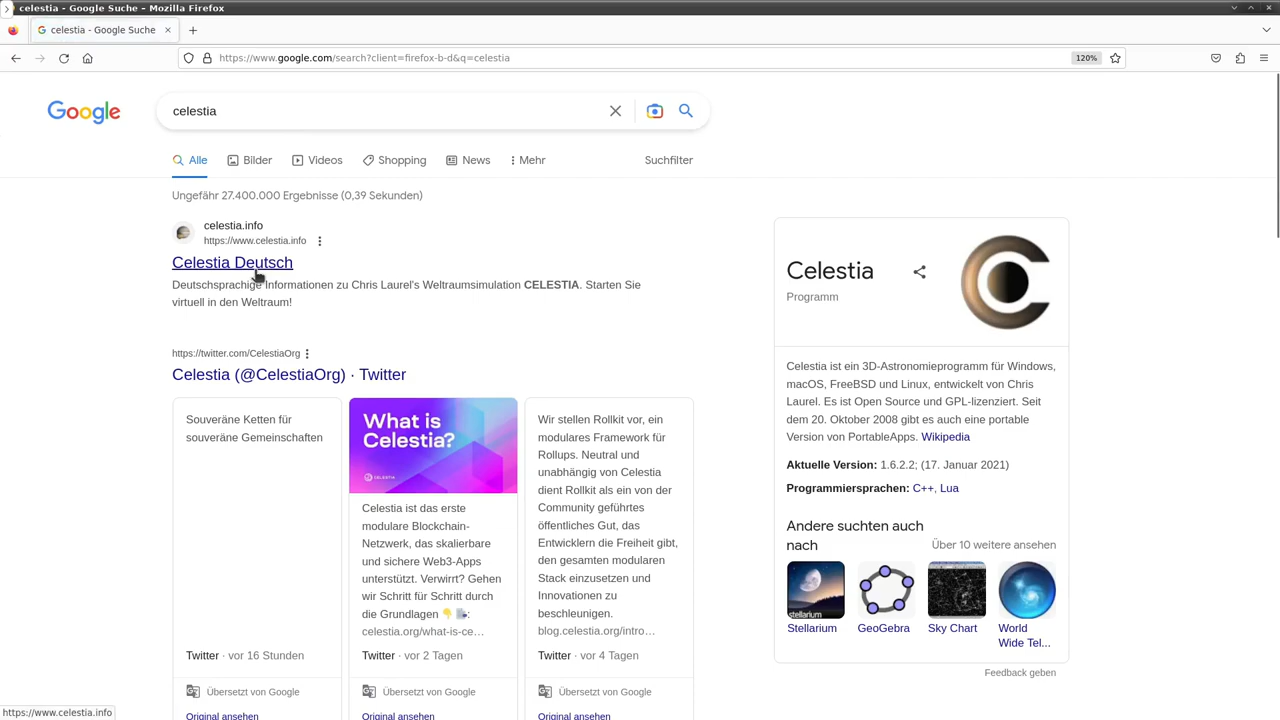 celestia - Google Suche – Mozilla Firefox
celestia - Google Suche
https://www.google.com/search?client=firefox-b-d&q=celestia
120%
Google
celestia
Alle
Bilder
Videos
Shopping
News
Mehr
Suchfilter
Ungefähr 27.400.000 Ergebnisse (0,39 Sekunden)
celestia.info
https://www.celestia.info
Celestia Deutsch
Deutschsprachige Informationen zu Chris Laurel's Weltraumsimulation CELESTIA. Starten Sie
virtuell in den Weltraum!
https://twitter.com/CelestiaOrg
Celestia (@CelestiaOrg) · Twitter
Souveräne Ketten für
souveräne Gemeinschaften
Twitter · vor 16 Stunden
Übersetzt von Google
Original ansehen
What is
Celestia?
CELESTIA
Celestia ist das erste
modulare Blockchain-
Netzwerk, das skalierbare
und sichere Web3-Apps
unterstützt. Verwirrt? Gehen
wir Schritt für Schritt durch
die Grundlagen 👇 📑:
celestia.org/what-is-ce...
Twitter · vor 2 Tagen
Übersetzt von Google
Original ansehen
Wir stellen Rollkit vor, ein
modulares Framework für
Rollups. Neutral und
unabhängig von Celestia
dient Rollkit als ein von der
Community geführtes
öffentliches Gut, das
Entwicklern die Freiheit gibt,
den gesamten modularen
Stack einzusetzen und
Innovationen zu
beschleunigen.
blog.celestia.org/intro...
Twitter · vor 4 Tagen
Übersetzt von Google
Original ansehen
Celestia
Programm
Celestia ist ein 3D-Astronomieprogramm für Windows,
macOS, FreeBSD und Linux, entwickelt von Chris
Laurel. Es ist Open Source und GPL-lizenziert. Seit
dem 20. Oktober 2008 gibt es auch eine portable
Version von PortableApps. Wikipedia
Aktuelle Version: 1.6.2.2; (17. Januar 2021)
Programmiersprachen: C++, Lua
Andere suchten auch
nach
Über 10 weitere ansehen
stellarium
Stellarium
GeoGebra
Sky Chart
World
Wide Tel...
Feedback geben
https://www.celestia.info